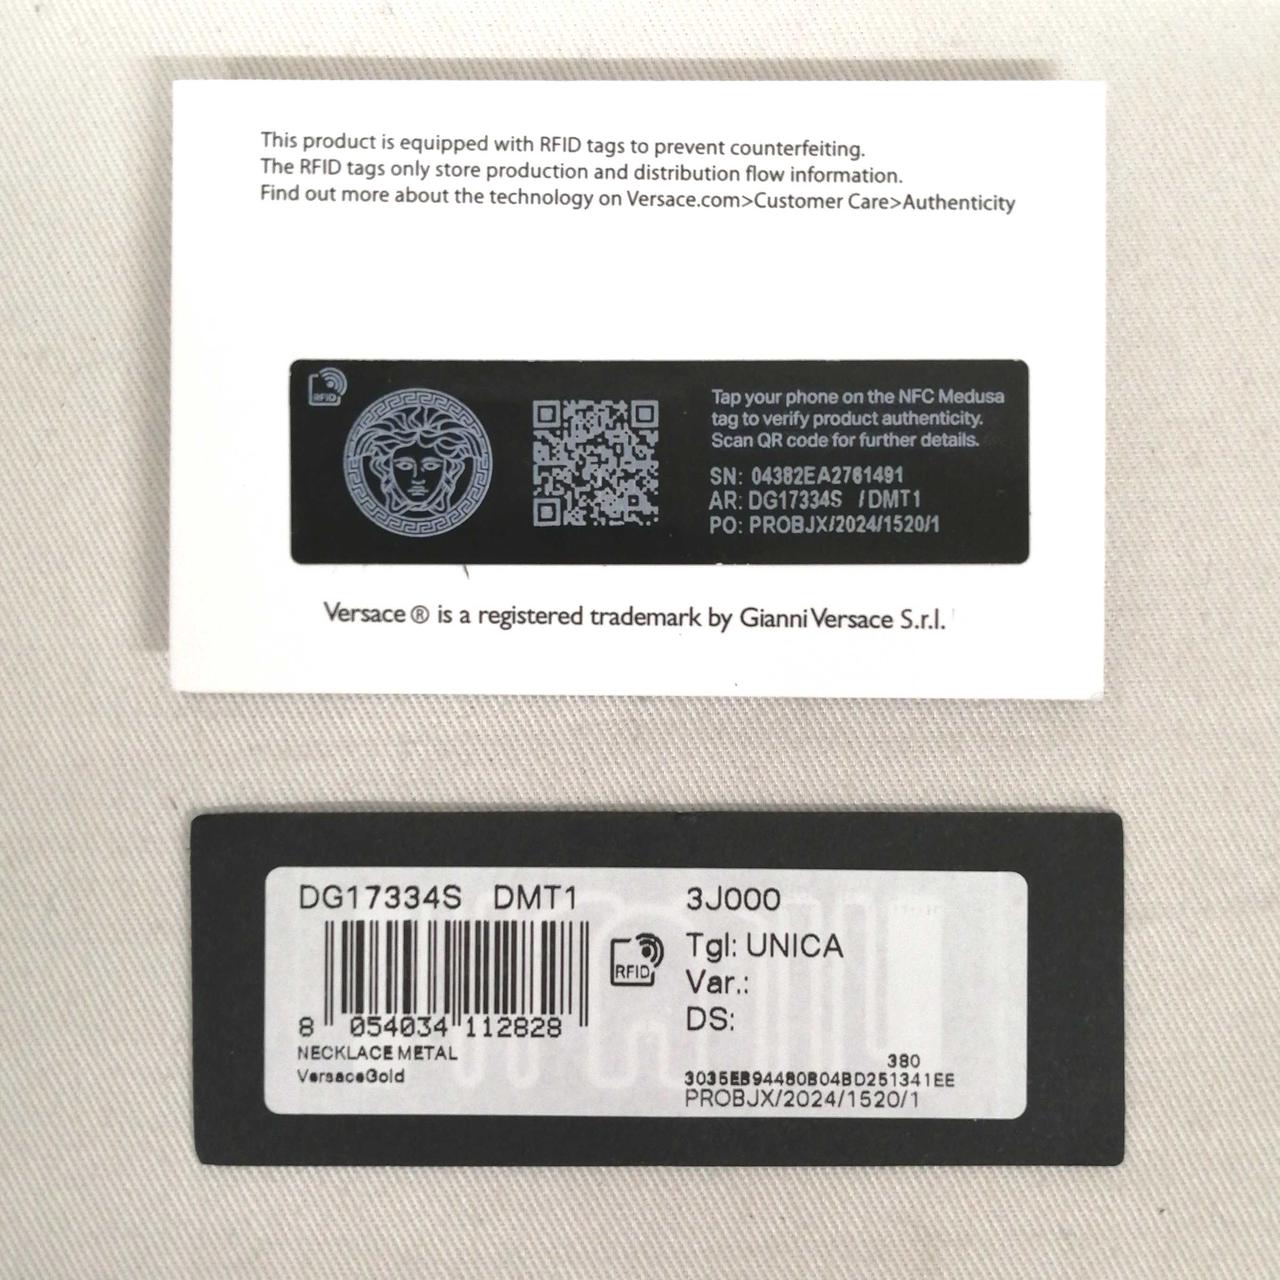 This product is equipped with RFID tags to prevent counterfeiting.
The RFID tags only store production and distribution flow information.
Find out more about the technology on Versace.com>Customer Care>Authenticity
RFID
Tap your phone on the NFC Medusa
tag to verify product authenticity.
Scan QR code for further details.
SN: 04382EA2761491
AR: DG17334S /DMT1
PO: PROBJX/2024/1520/1
Versace ® is a registered trademark by Gianni Versace S.r.l.
DG17334S DMT1 3J000
RFID
Tgl: UNICA
Var.:
DS:
8 054034 112828
NECKLACE METAL
VersaceGold
380
3035EB94480B04BD251341EE
PROBJX/2024/1520/1